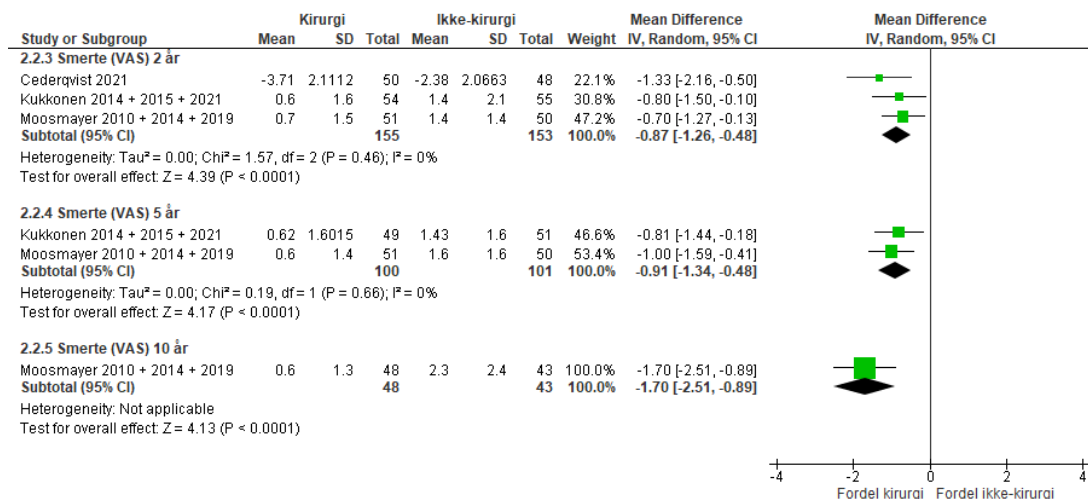 Kirurgi Ikke-kirurgi Mean Difference Mean Difference
Study or Subgroup Mean SD Total Mean SD Total Weight IV, Random, 95% CI IV, Random, 95% CI
2.2.3 Smerte (VAS) 2 år
Cederqvist 2021 -3.71 2.1112 50 -2.38 2.0663 48 22.1% -1.33 [-2.16, -0.50]
Kukkonen 2014 + 2015 + 2021 0.6 1.6 54 1.4 2.1 55 30.8% -0.80 [-1.50, -0.10]
Moosmayer 2010 + 2014 + 2019 0.7 1.5 51 1.4 1.4 50 47.2% -0.70 [-1.27, -0.13]
Subtotal (95% CI) 155 153 100.0% -0.87 [-1.26, -0.48]
Heterogeneity: Tau² = 0.00; Chi² = 1.57, df = 2 (P = 0.46); I² = 0%
Test for overall effect: Z = 4.39 (P < 0.0001)
2.2.4 Smerte (VAS) 5 år
Kukkonen 2014 + 2015 + 2021 0.62 1.6015 49 1.43 1.6 51 46.6% -0.81 [-1.44, -0.18]
Moosmayer 2010 + 2014 + 2019 0.6 1.4 51 1.6 1.6 50 53.4% -1.00 [-1.59, -0.41]
Subtotal (95% CI) 100 101 100.0% -0.91 [-1.34, -0.48]
Heterogeneity: Tau² = 0.00; Chi² = 0.19, df = 1 (P = 0.66); I² = 0%
Test for overall effect: Z = 4.17 (P < 0.0001)
2.2.5 Smerte (VAS) 10 år
Moosmayer 2010 + 2014 + 2019 0.6 1.3 48 2.3 2.4 43 100.0% -1.70 [-2.51, -0.89]
Subtotal (95% CI) 48 43 100.0% -1.70 [-2.51, -0.89]
Heterogeneity: Not applicable
Test for overall effect: Z = 4.13 (P < 0.0001)
-4 -2 0 2 4
Fordel kirurgi Fordel ikke-kirurgi